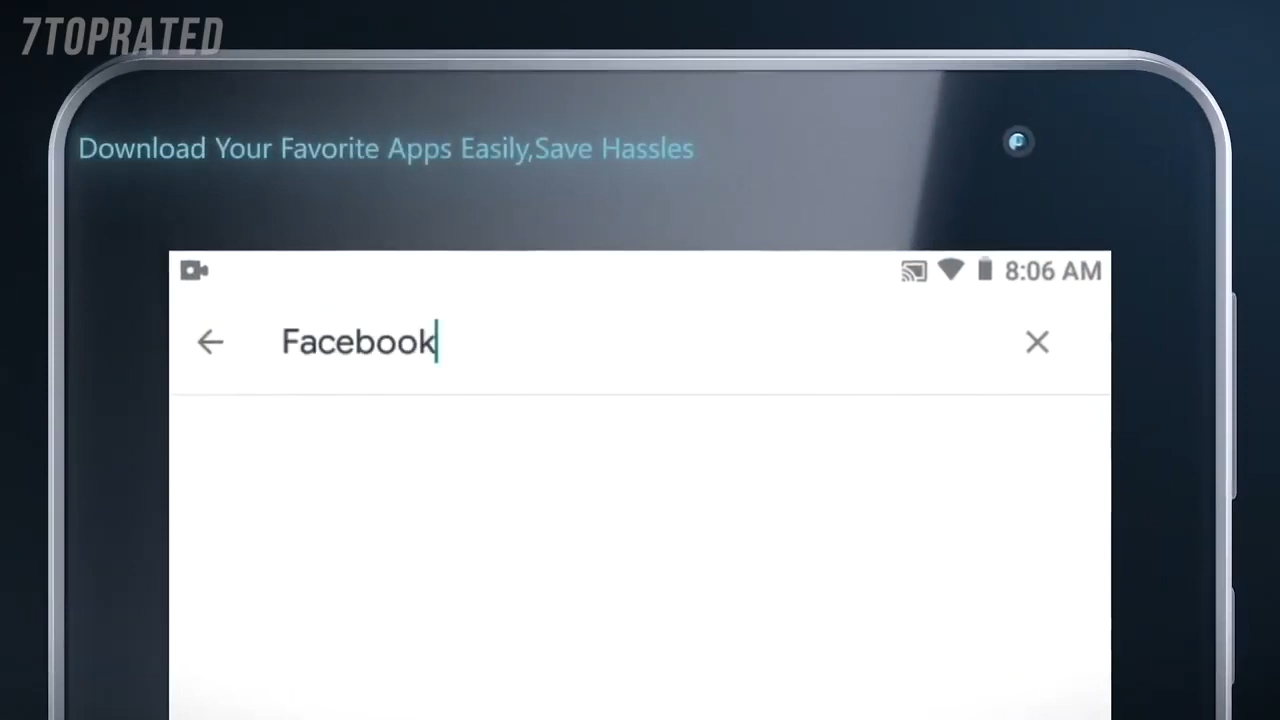 7TOPRATED
Download Your Favorite Apps Easily,Save Hassles
8:06 AM
Facebook